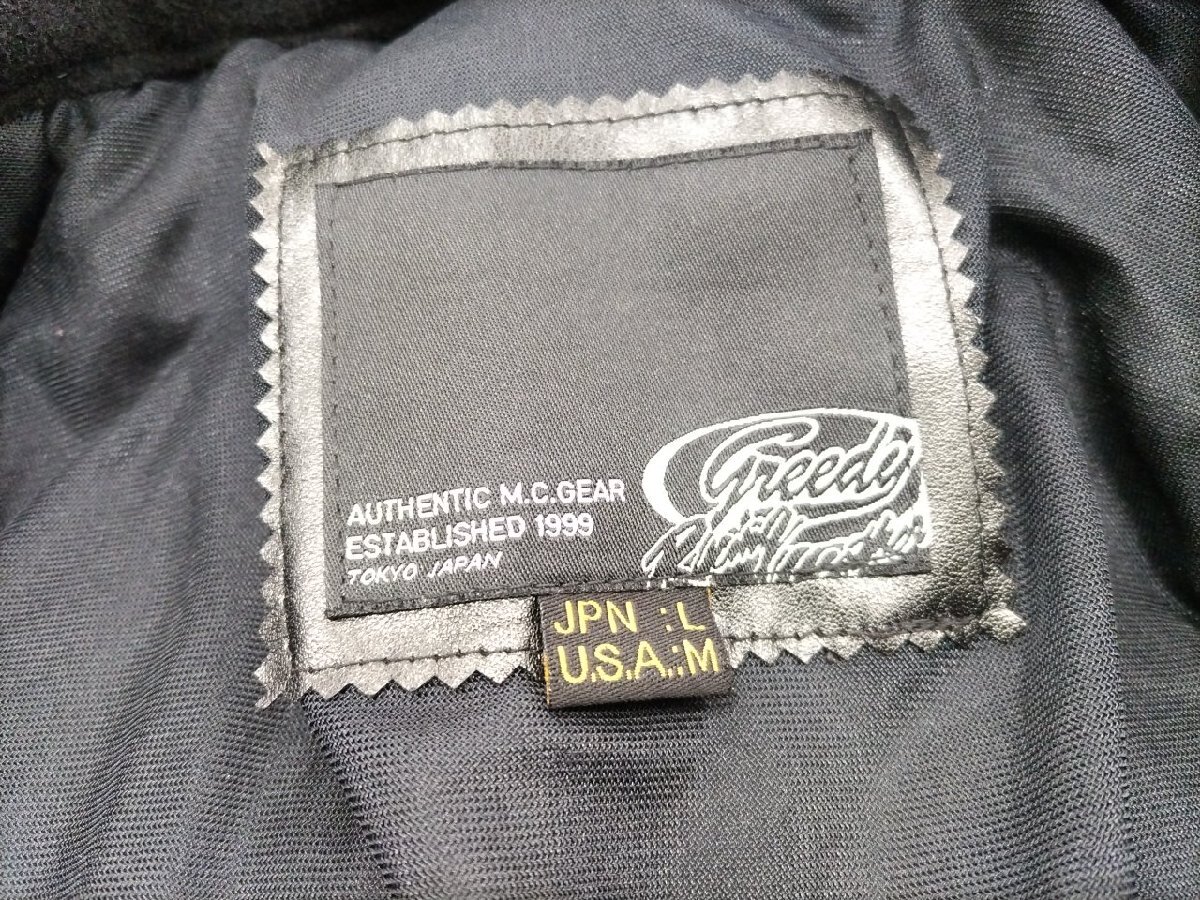 AUTHENTIC M.C.GEAR
ESTABLISHED 1999
TOKYO JAPAN
JPN : L
U.S.A.:M